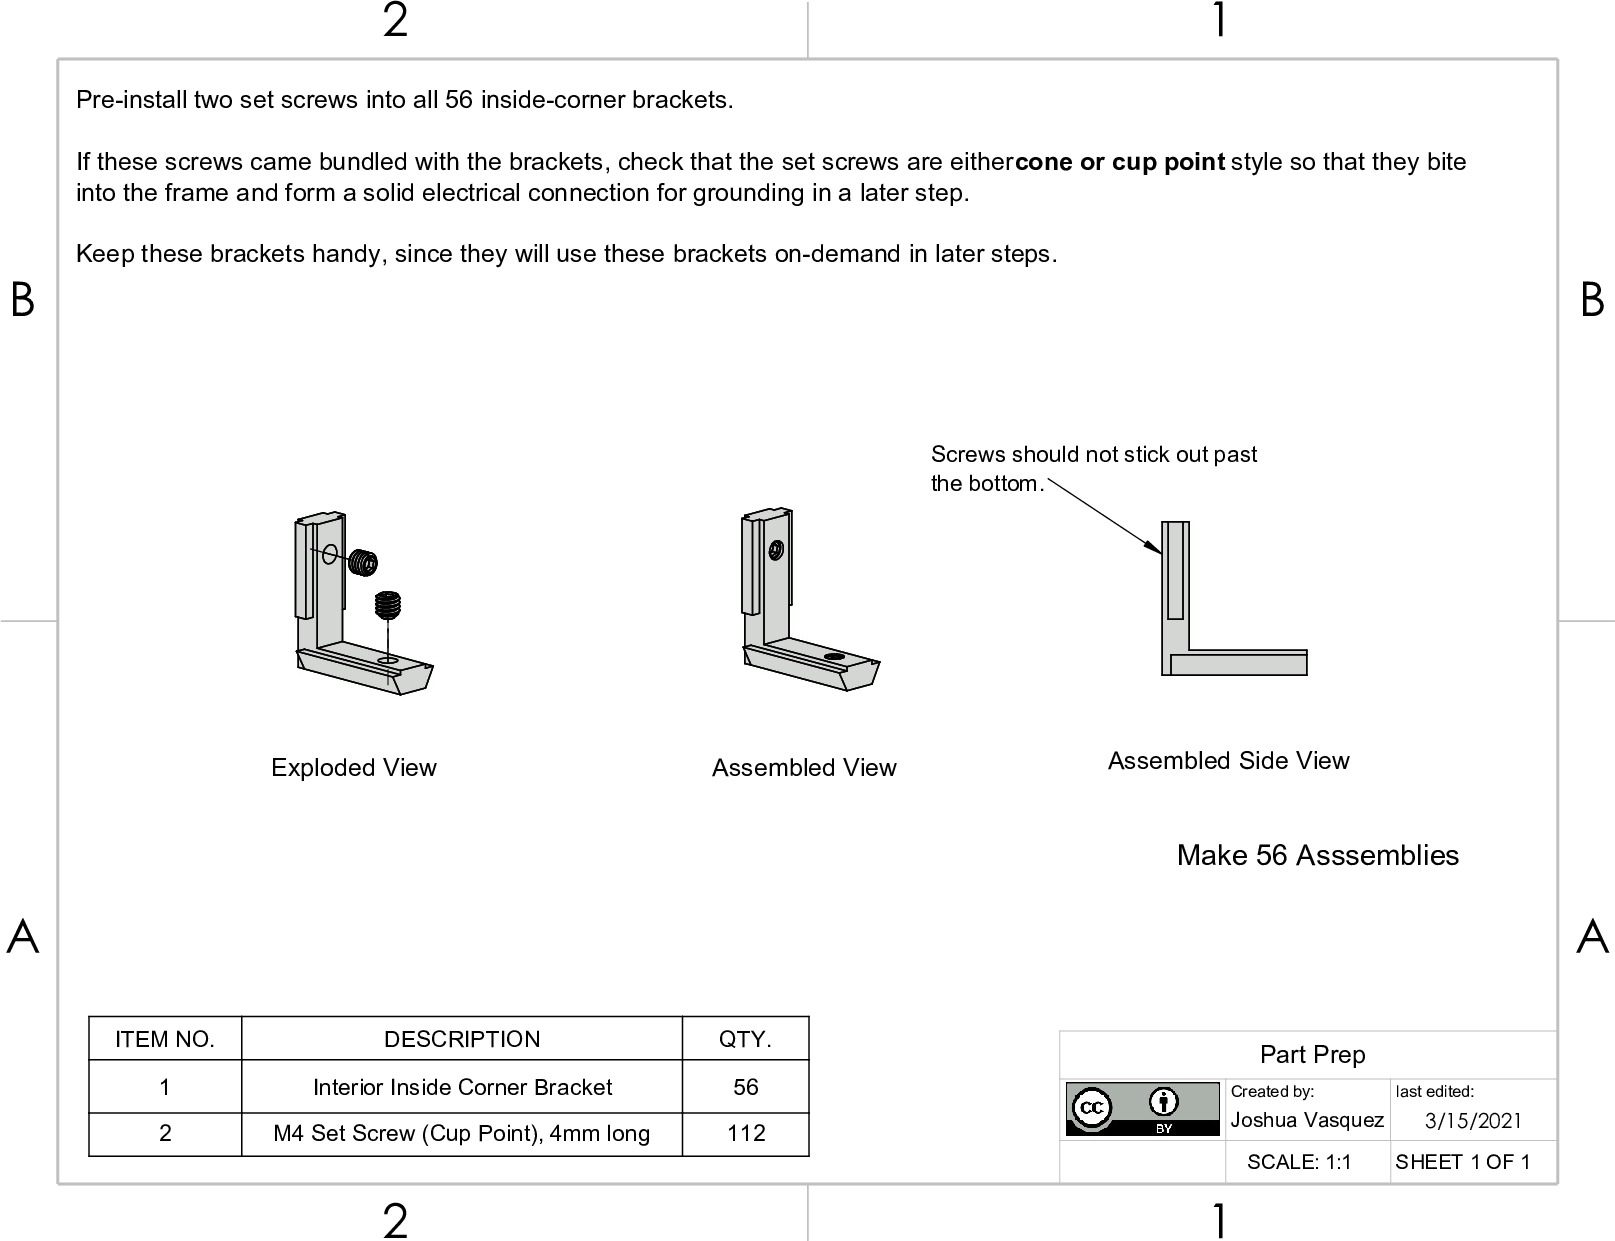 2
1
Pre-install two set screws into all 56 inside-corner brackets.
If these screws came bundled with the brackets, check that the set screws are either cone or cup point style so that they bite
into the frame and form a solid electrical connection for grounding in a later step.
Keep these brackets handy, since they will use these brackets on-demand in later steps.
B
B
Screws should not stick out past
the bottom.
Exploded View
Assembled View
Assembled Side View
Make 56 Asssemblies
A
A
ITEM NO. DESCRIPTION QTY.
1 Interior Inside Corner Bracket 56
2 M4 Set Screw (Cup Point), 4mm long 112
Part Prep
CC
BY
Created by:
Joshua Vasquez
last edited:
3/15/2021
SCALE: 1:1
SHEET 1 OF 1
2
1